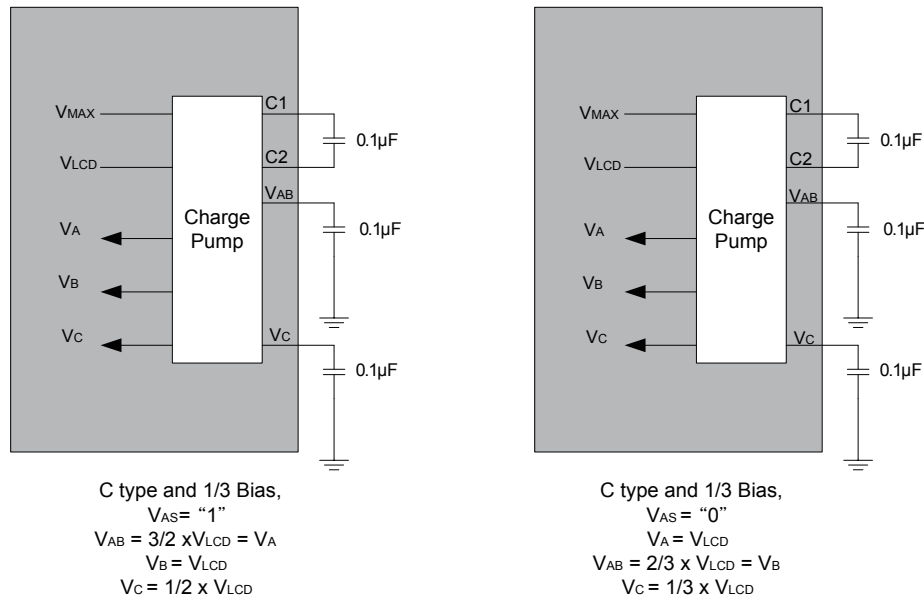 VMAX
VLCD
VA
VB
VC
Charge
Pump
C1
C2
VAB
VC
0.1µF
0.1µF
0.1µF
C type and 1/3 Bias,
VAS = “1”
VAB = 3/2 xVLCD = VA
VB = VLCD
VC = 1/2 x VLCD
VMAX
VLCD
VA
VB
VC
Charge
Pump
C1
C2
VAB
VC
0.1µF
0.1µF
0.1µF
C type and 1/3 Bias,
VAS = “0”
VA = VLCD
VAB = 2/3 x VLCD = VB
VC = 1/3 x VLCD